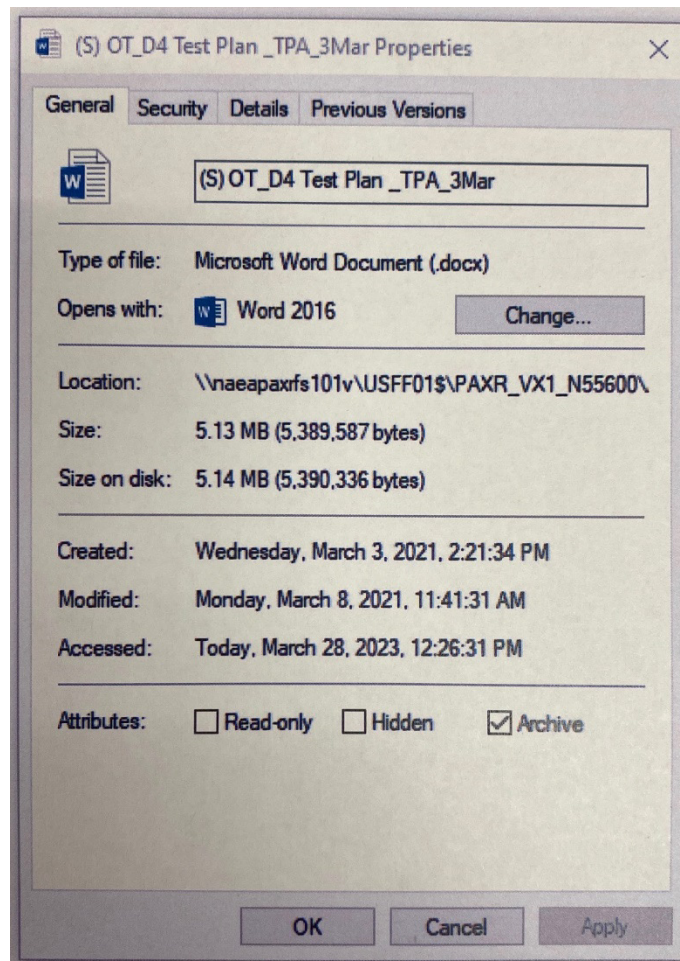 (S) OT_D4 Test Plan _TPA_3Mar Properties
General Security Details Previous Versions
(S) OT_D4 Test Plan _TPA_3Mar
Type of file: Microsoft Word Document (.docx)
Opens with: Word 2016 Change...
Location: \\naeapaxrfs101v\USFF01$\PAXR_VX1_N55600\
Size: 5.13 MB (5,389,587 bytes)
Size on disk: 5.14 MB (5,390,336 bytes)
Created: Wednesday, March 3, 2021, 2:21:34 PM
Modified: Monday, March 8, 2021, 11:41:31 AM
Accessed: Today, March 28, 2023, 12:26:31 PM
Attributes: Read-only Hidden Archive
OK Cancel Apply